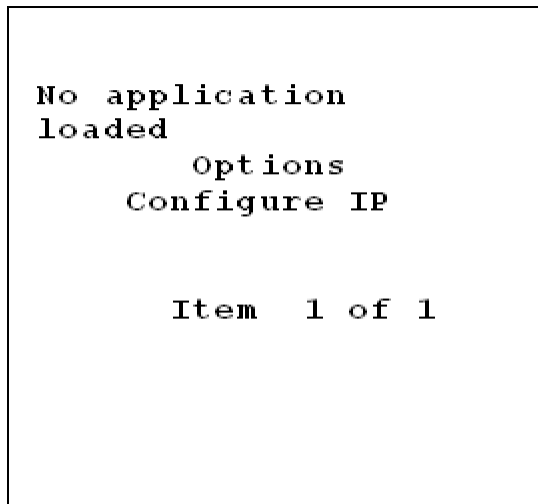 No application
loaded
Options
Configure IP
Item 1 of 1